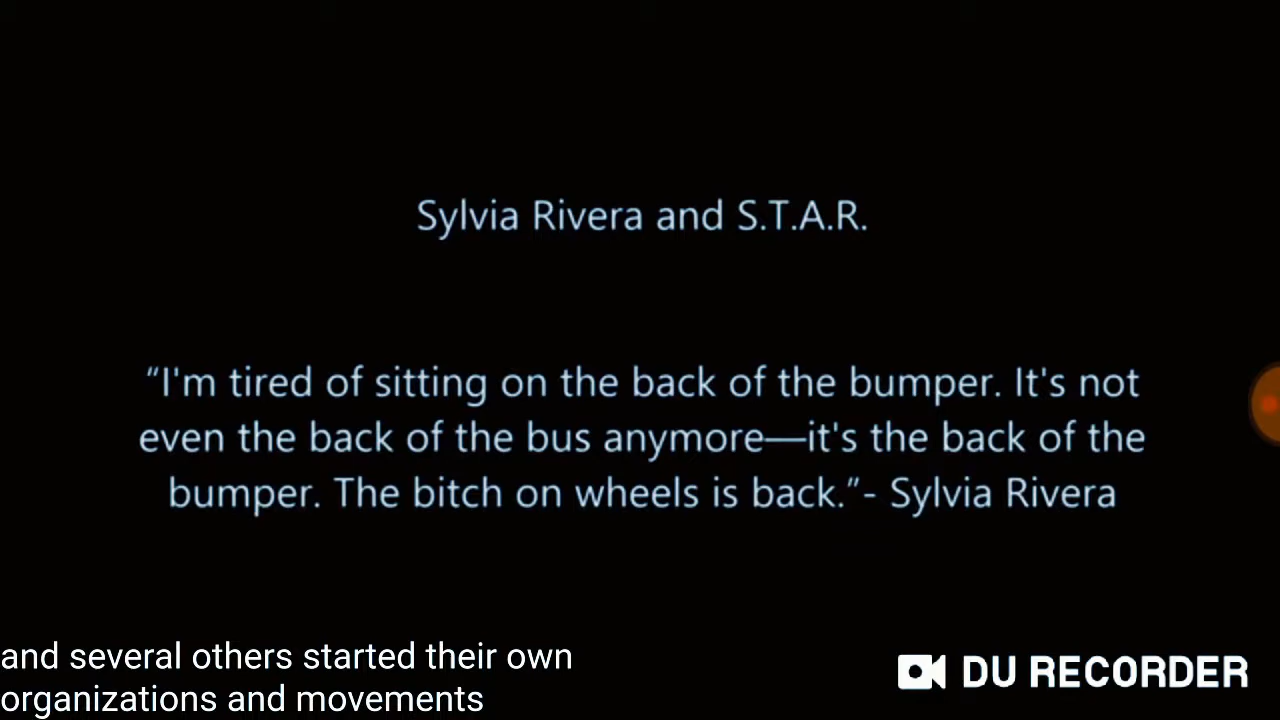 Sylvia Rivera and S.T.A.R.
“I'm tired of sitting on the back of the bumper. It's not
even the back of the bus anymore—it's the back of the
bumper. The bitch on wheels is back.”- Sylvia Rivera
and several others started their own
organizations and movements
DU RECORDER